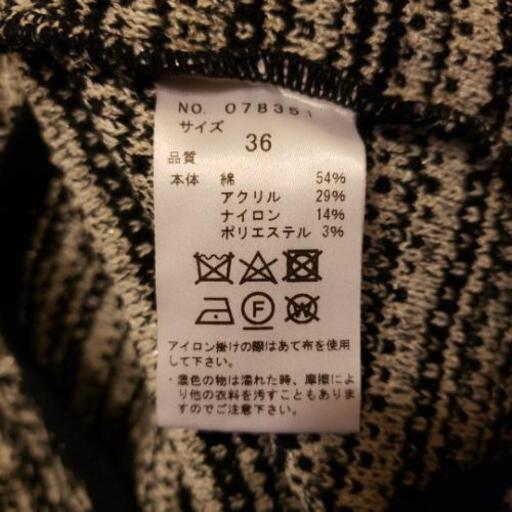 NO. 078351
サイズ
36
品質
本体 綿 54%
アクリル 29%
ナイロン 14%
ポリエステル 3%
F W
アイロン掛けの際はあて布を使用
して下さい。
・濃色の物は濡れた時、摩擦によ
り他の衣料を汚すこともありま
すのでご注意下さい。